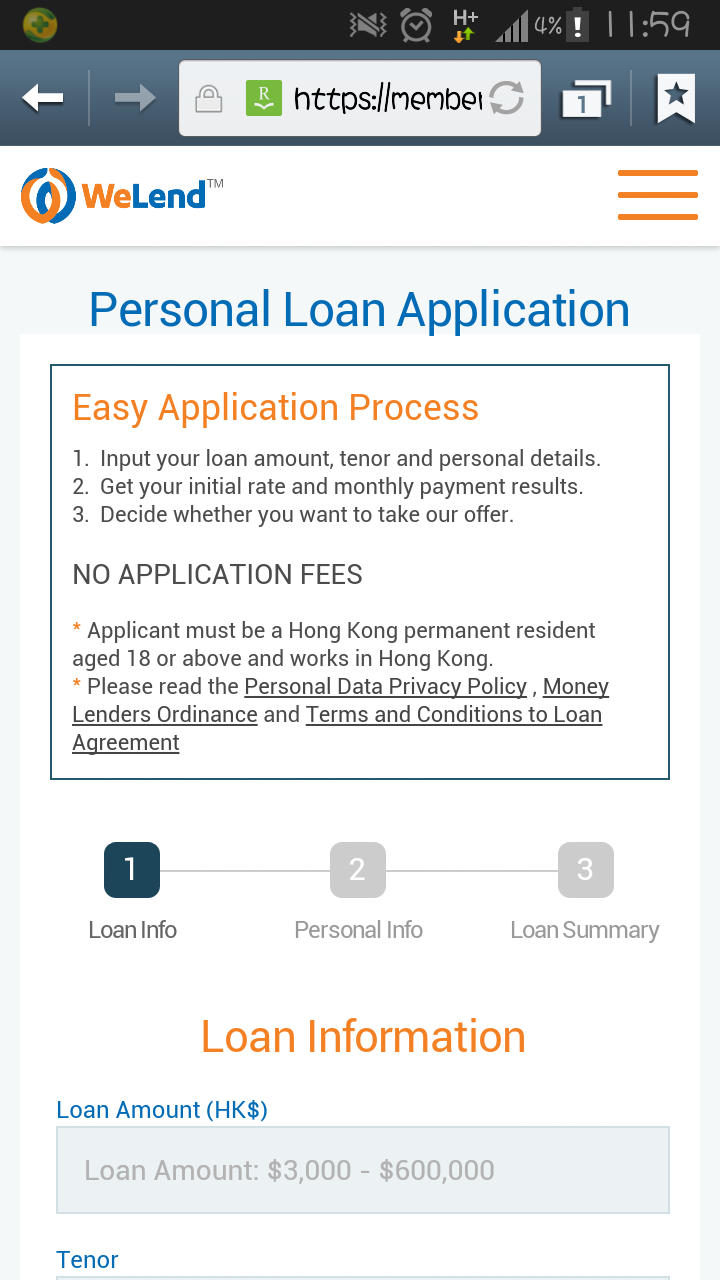 H+ 4% 11:59
R https://member
1
WeLend™
Personal Loan Application
Easy Application Process
1. Input your loan amount, tenor and personal details.
2. Get your initial rate and monthly payment results.
3. Decide whether you want to take our offer.
NO APPLICATION FEES
* Applicant must be a Hong Kong permanent resident
aged 18 or above and works in Hong Kong.
* Please read the Personal Data Privacy Policy , Money
Lenders Ordinance and Terms and Conditions to Loan
Agreement
1 2 3
Loan Info Personal Info Loan Summary
Loan Information
Loan Amount (HK$)
Loan Amount: $3,000 - $600,000
Tenor